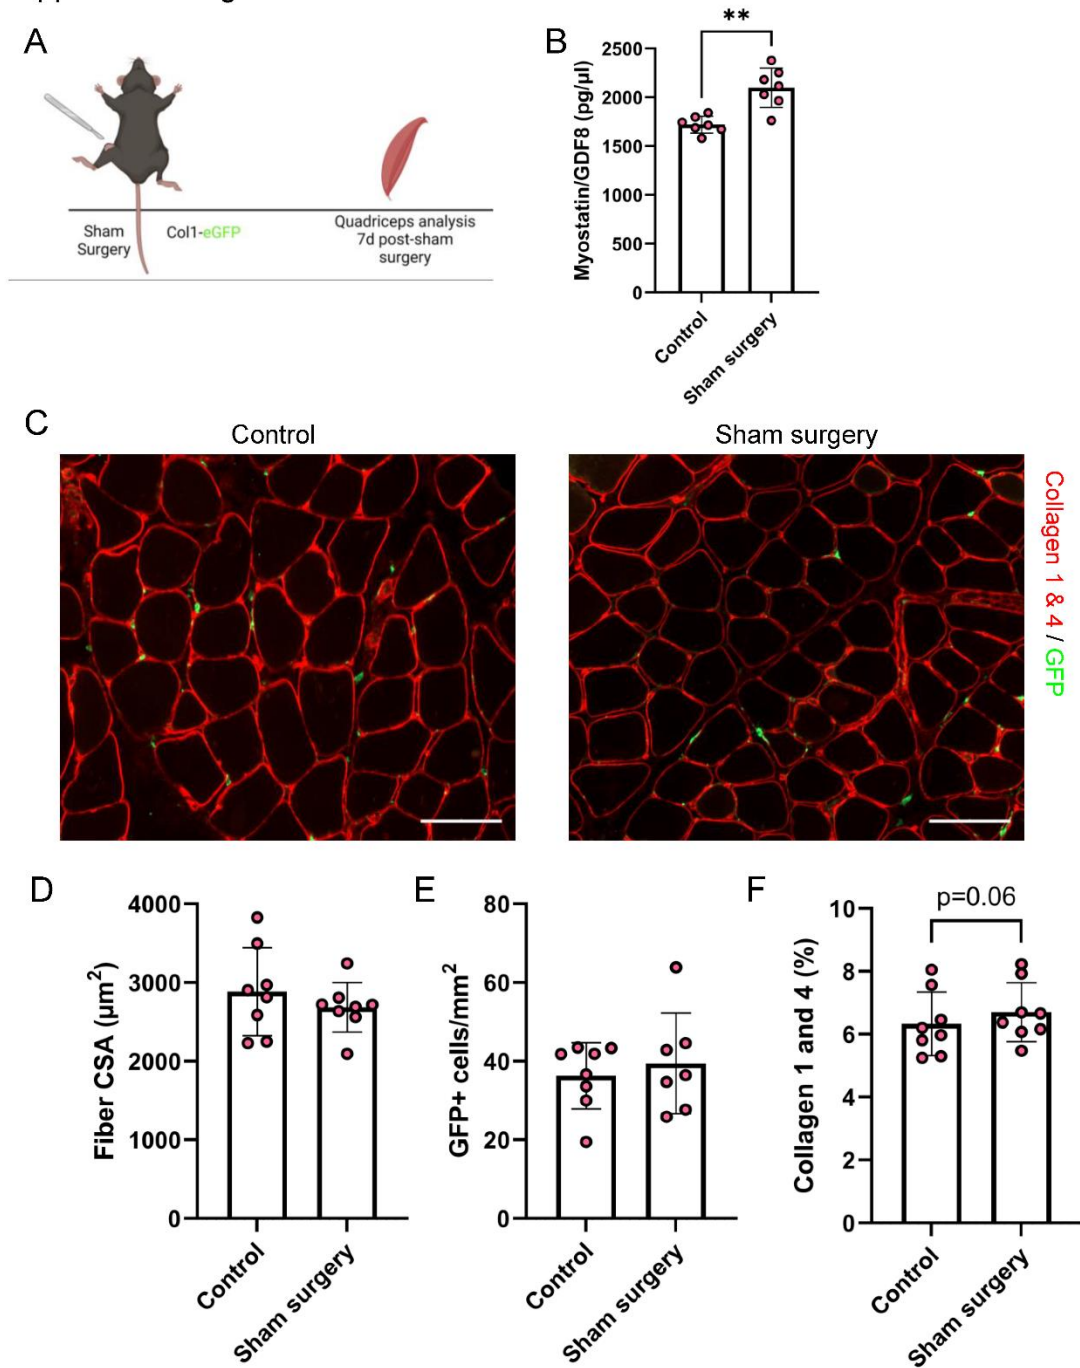 A
Sham
Surgery
Col1-eGFP
Quadriceps analysis
7d post-sham
surgery
B
**
Myostatin/GDF8 (pg/µl)
2500
2000
1500
1000
500
0
Control
Sham surgery
C
Control
Sham surgery
Collagen 1 & 4 / GFP
D
Fiber CSA (µm²)
4000
3000
2000
1000
0
Control
Sham surgery
E
GFP+ cells/mm²
80
60
40
20
0
Control
Sham surgery
F
p=0.06
Collagen 1 and 4 (%)
10
8
6
4
2
0
Control
Sham surgery